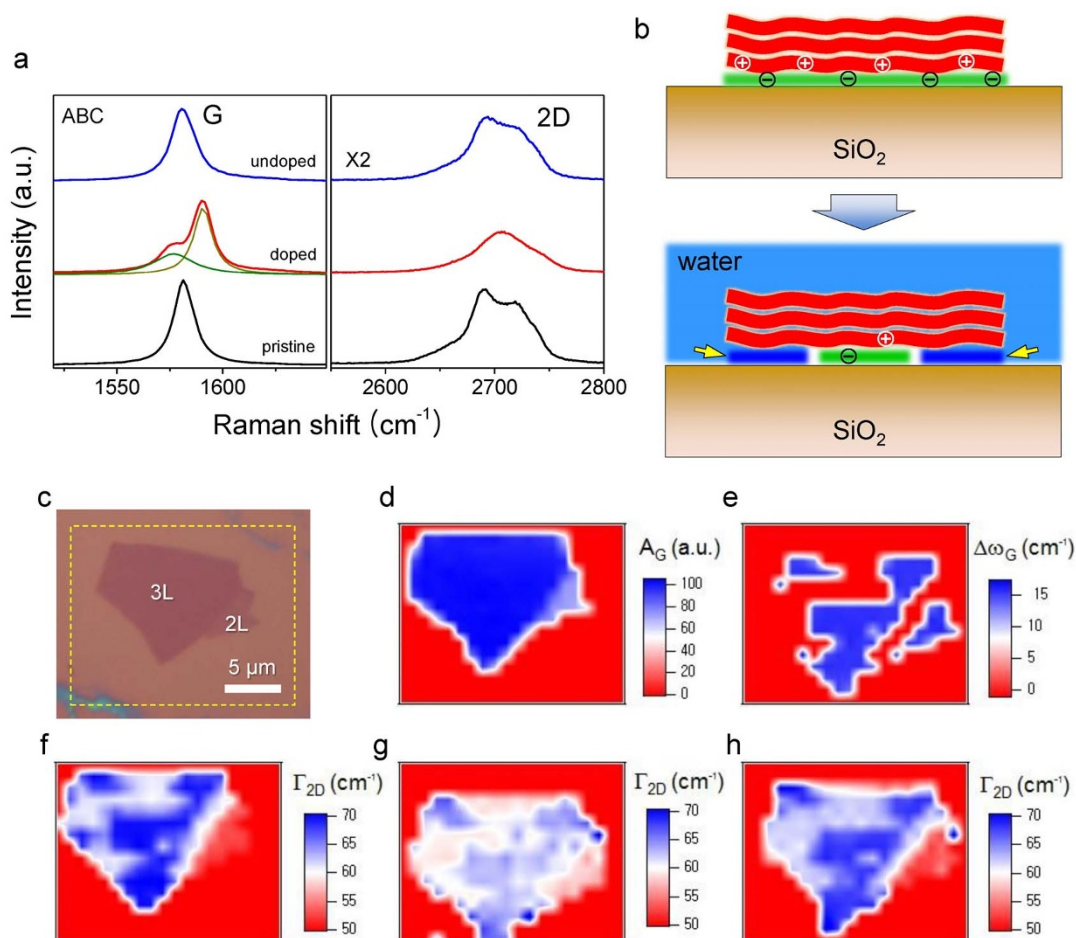 a
ABC
G
undoped
doped
pristine
X2
2D
Intensity (a.u.)
1550
1600
2600
2700
2800
Raman shift (cm⁻¹)
b
+ + + +
− − − −
SiO₂
water
+
−
SiO₂
c
3L
2L
5 µm
d
A_G (a.u.)
100
80
60
40
20
0
e
Δω_G (cm⁻¹)
15
10
5
0
f
Γ_2D (cm⁻¹)
70
65
60
55
50
g
Γ_2D (cm⁻¹)
70
65
60
55
50
h
Γ_2D (cm⁻¹)
70
65
60
55
50